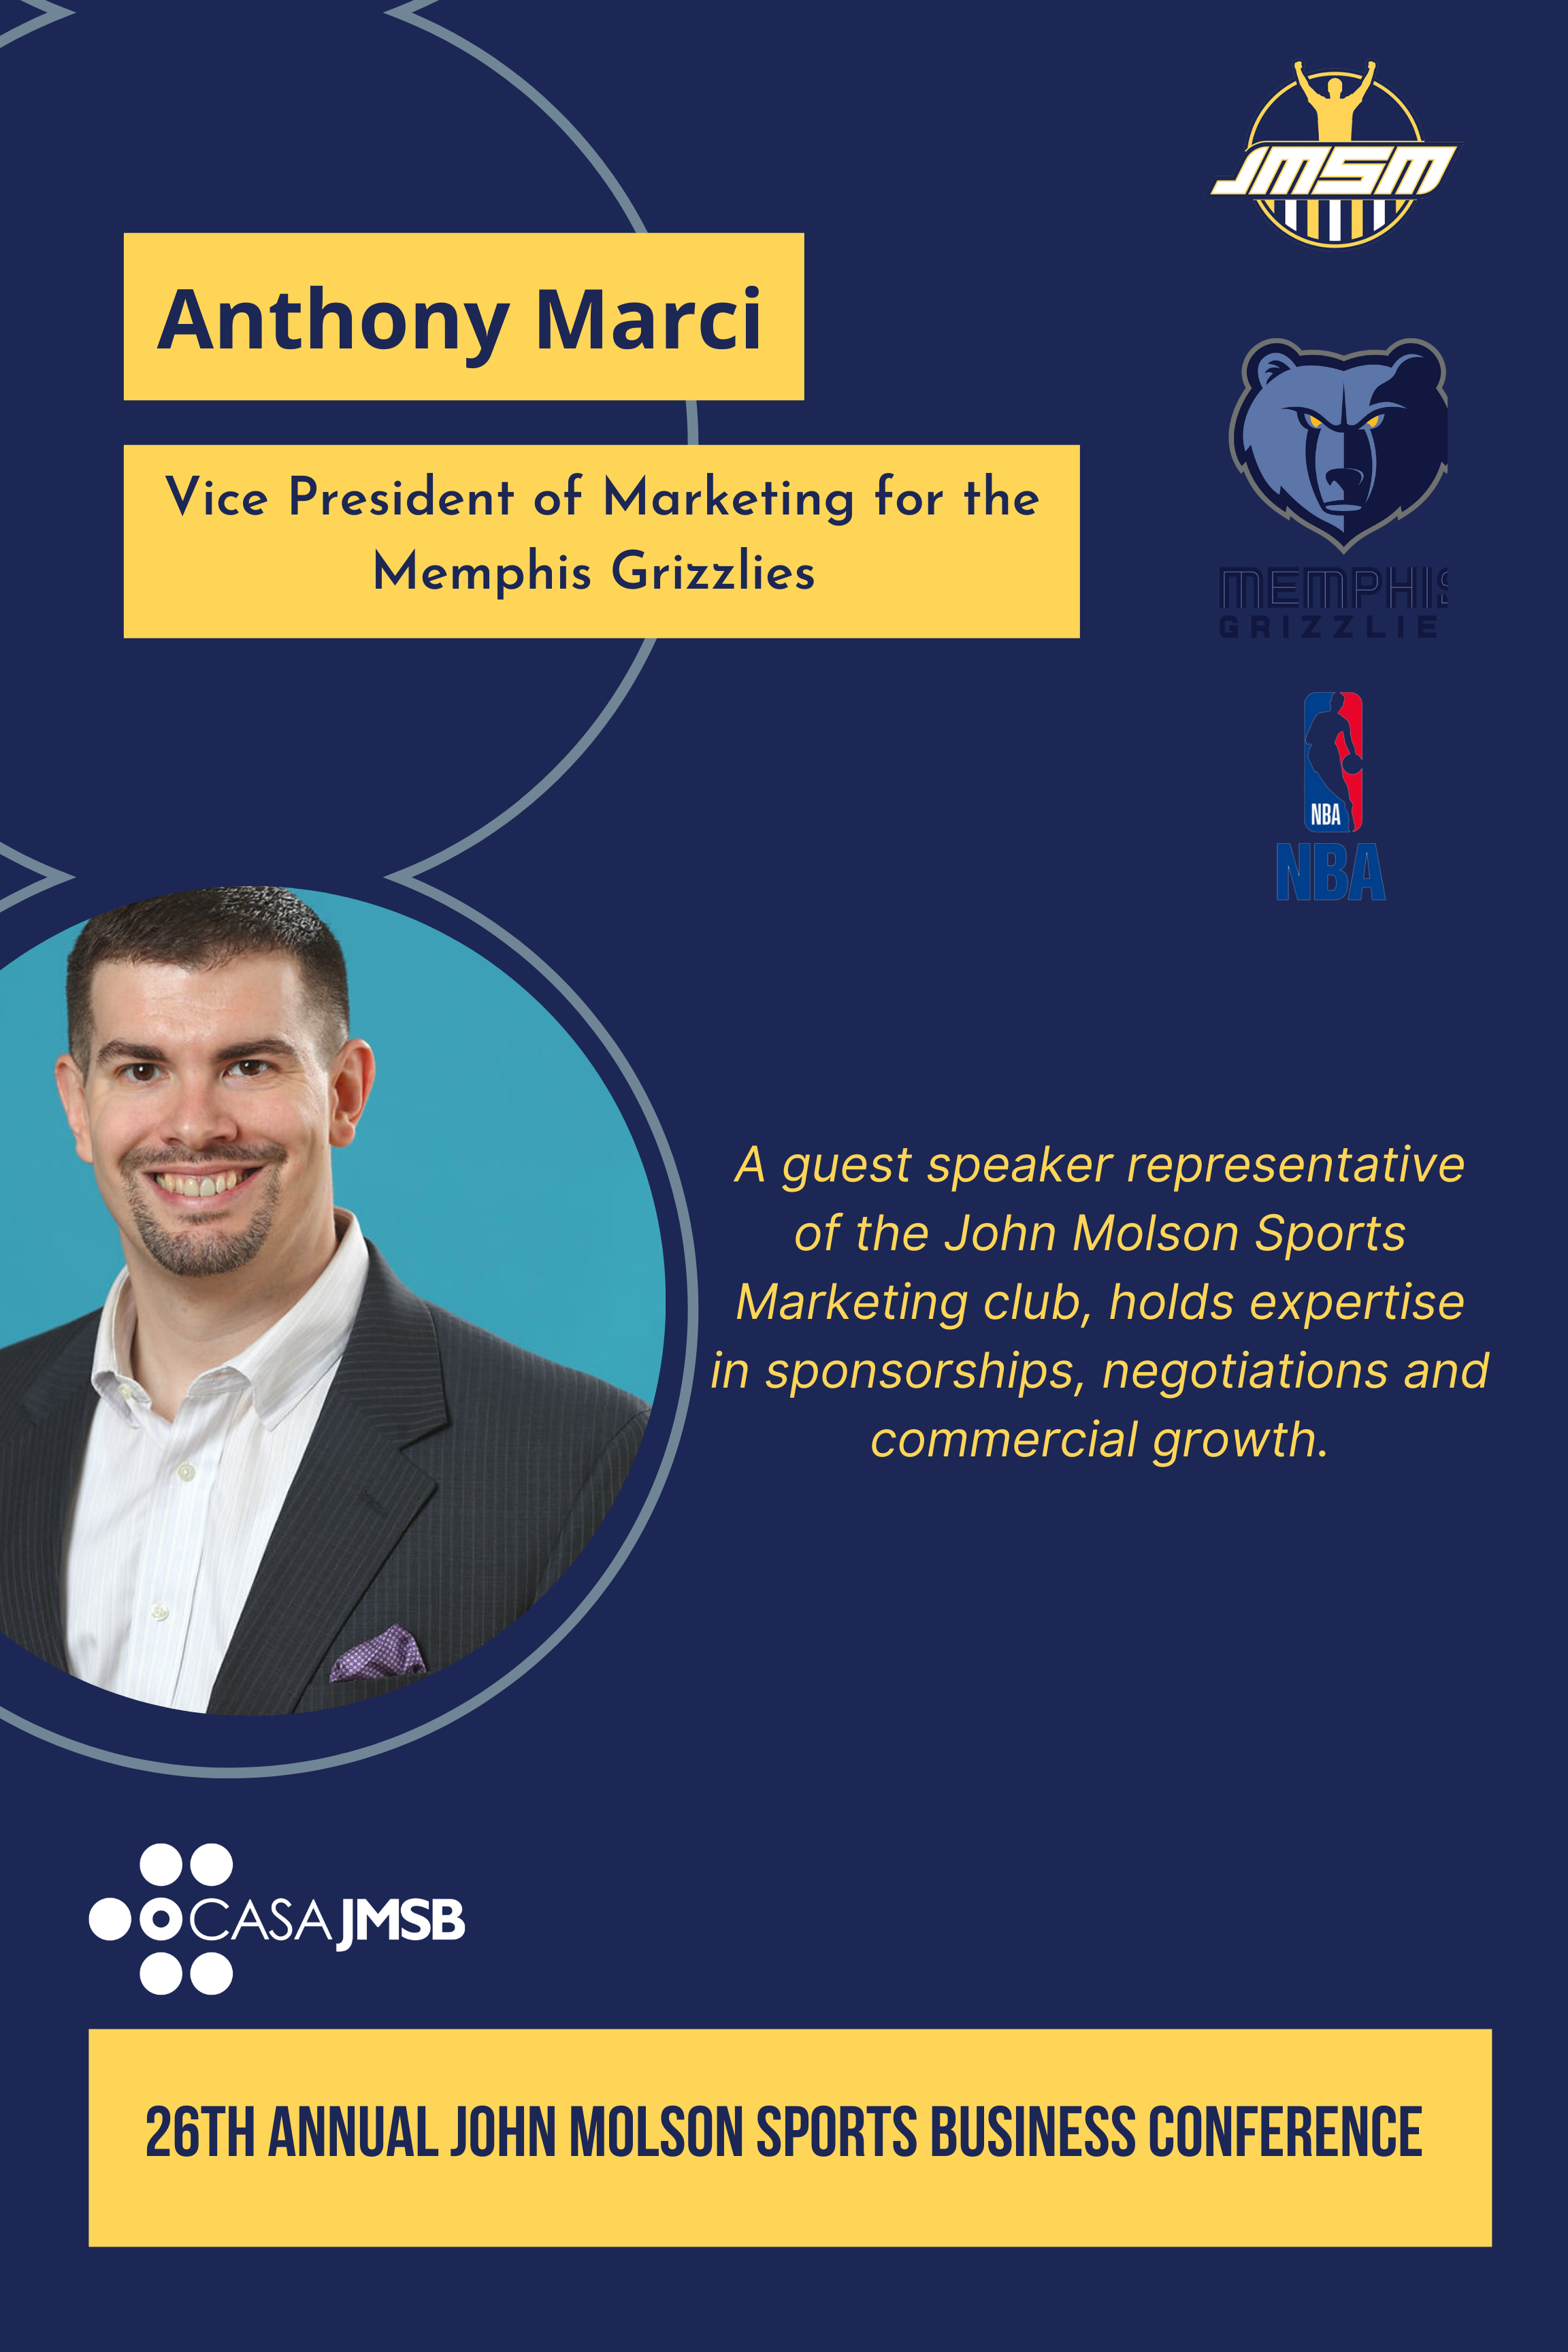 JMSM
Anthony Marci
Vice President of Marketing for the
Memphis Grizzlies
MEMPHIS
GRIZZLIE
NBA
NBA
A guest speaker representative
of the John Molson Sports
Marketing club, holds expertise
in sponsorships, negotiations and
commercial growth.
CASA JMSB
26TH ANNUAL JOHN MOLSON SPORTS BUSINESS CONFERENCE